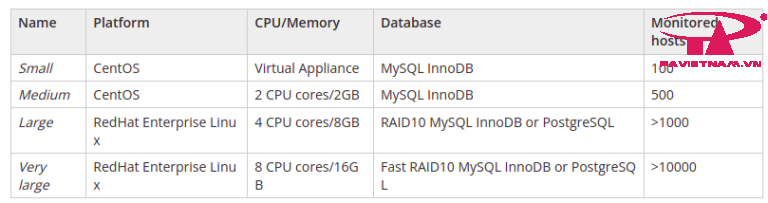 Name Platform CPU/Memory Database Monitored
hosts
Small CentOS Virtual Appliance MySQL InnoDB 100
Medium CentOS 2 CPU cores/2GB MySQL InnoDB 500
Large RedHat Enterprise Linu 4 CPU cores/8GB RAID10 MySQL InnoDB or PostgreSQL >1000
x
Very RedHat Enterprise Linu 8 CPU cores/16G Fast RAID10 MySQL InnoDB or PostgreSQ >10000
large x B L
PAVIETNAM.VN